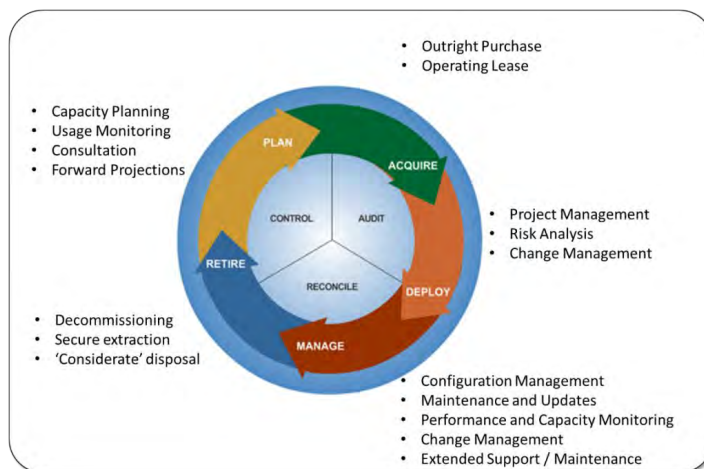 • Outright Purchase
• Operating Lease
• Capacity Planning
• Usage Monitoring
• Consultation
• Forward Projections
PLAN
ACQUIRE
CONTROL
AUDIT
• Project Management
• Risk Analysis
• Change Management
RETIRE
RECONCILE
DEPLOY
• Decommissioning
• Secure extraction
• ‘Considerate’ disposal
MANAGE
• Configuration Management
• Maintenance and Updates
• Performance and Capacity Monitoring
• Change Management
• Extended Support / Maintenance